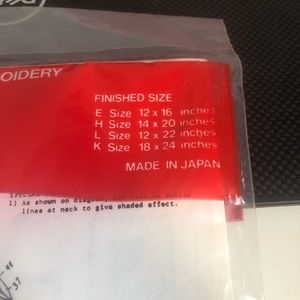 OIDERY
FINISHED SIZE
E Size 12 x 16 inches
H Size 14 x 20 inches
L Size 12 x 22 inches
K Size 18 x 24 inches
MADE IN JAPAN
1) As shown on diagram,
lines at neck to give shaded effect.
37